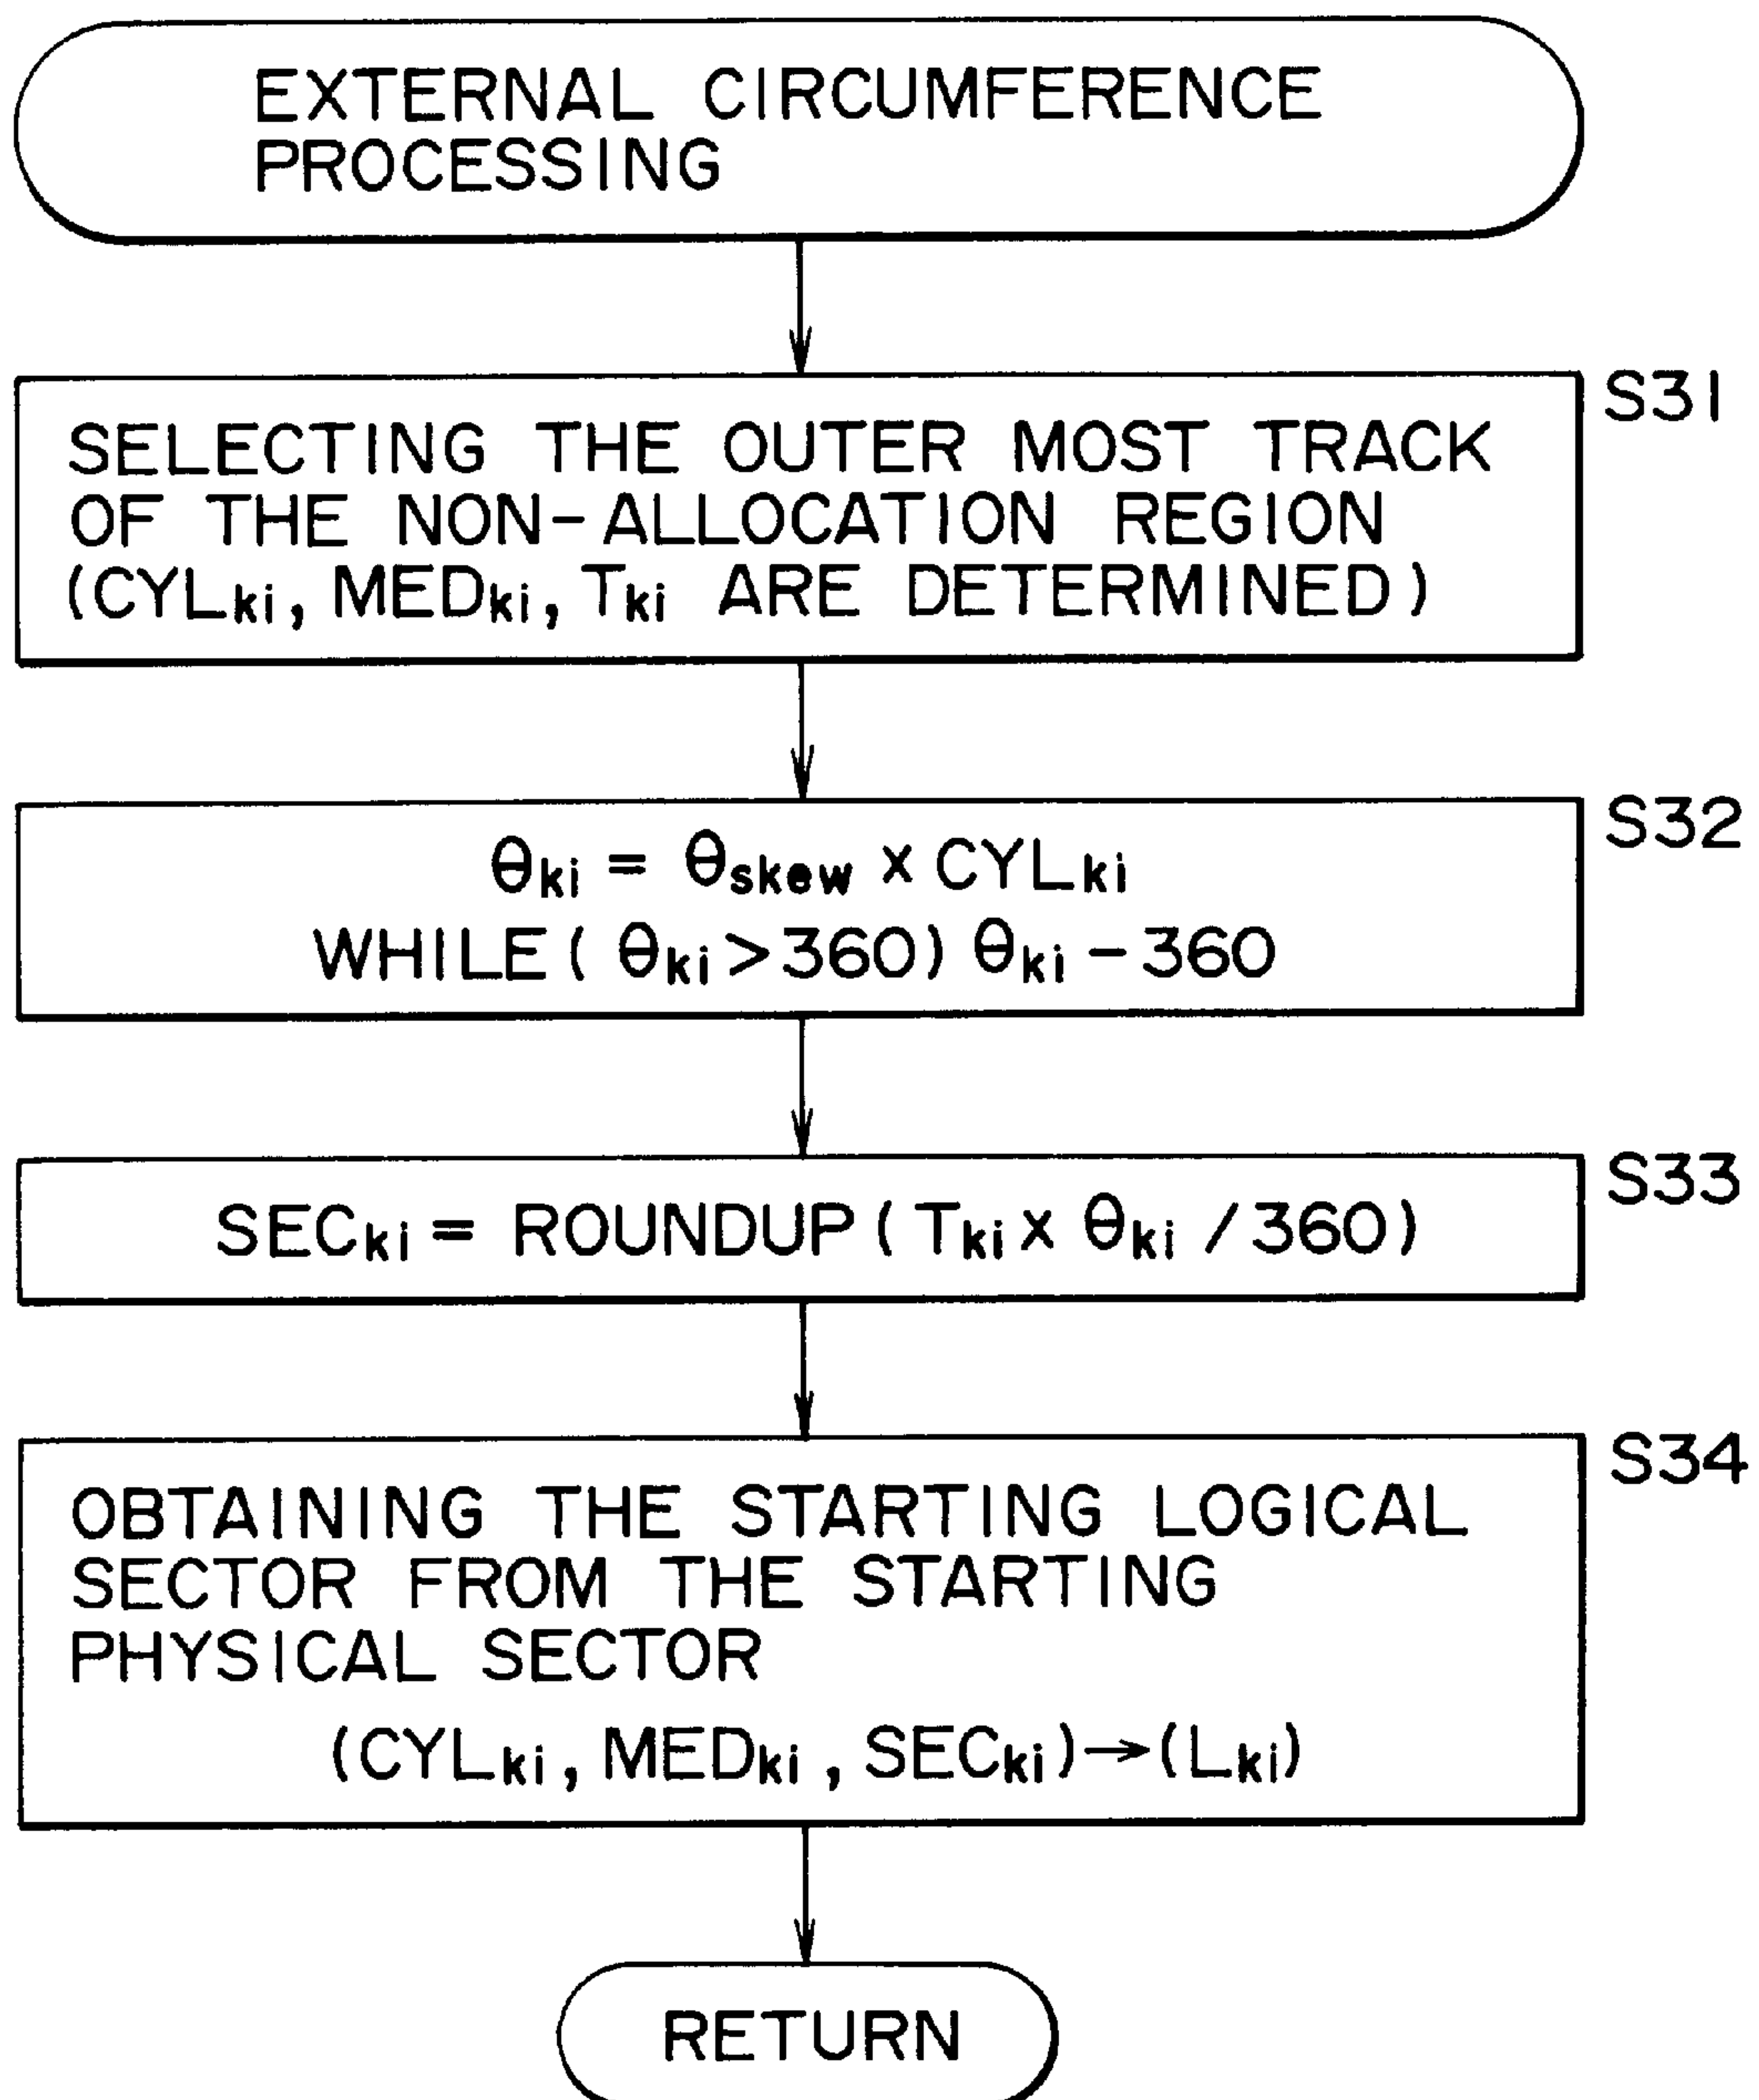 EXTERNAL CIRCUMFERENCE
PROCESSING
S31
SELECTING THE OUTER MOST TRACK
OF THE NON-ALLOCATION REGION
(CYLki, MEDki, Tki ARE DETERMINED)
S32
θki = θskew x CYLki
WHILE ( θki > 360) θki - 360
S33
SECki = ROUNDUP ( Tki x θki / 360)
S34
OBTAINING THE STARTING LOGICAL
SECTOR FROM THE STARTING
PHYSICAL SECTOR
(CYLki, MEDki, SECki) → (Lki)
RETURN